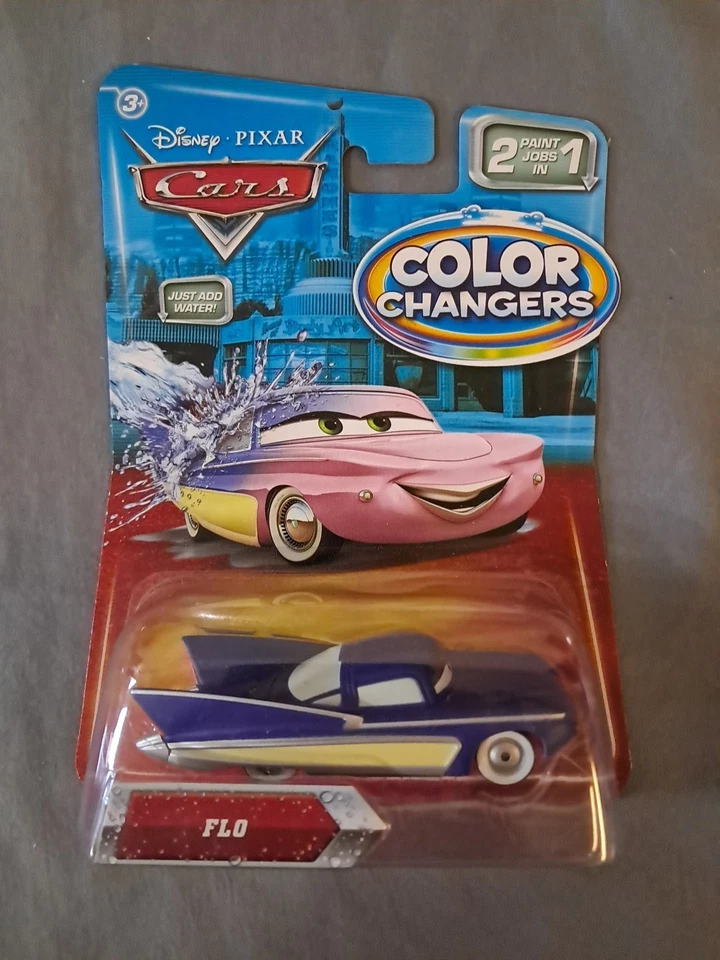 3+
Disney · PIXAR
Cars
2 PAINT JOBS IN 1
COLOR
CHANGERS
JUST ADD
WATER!
FLO